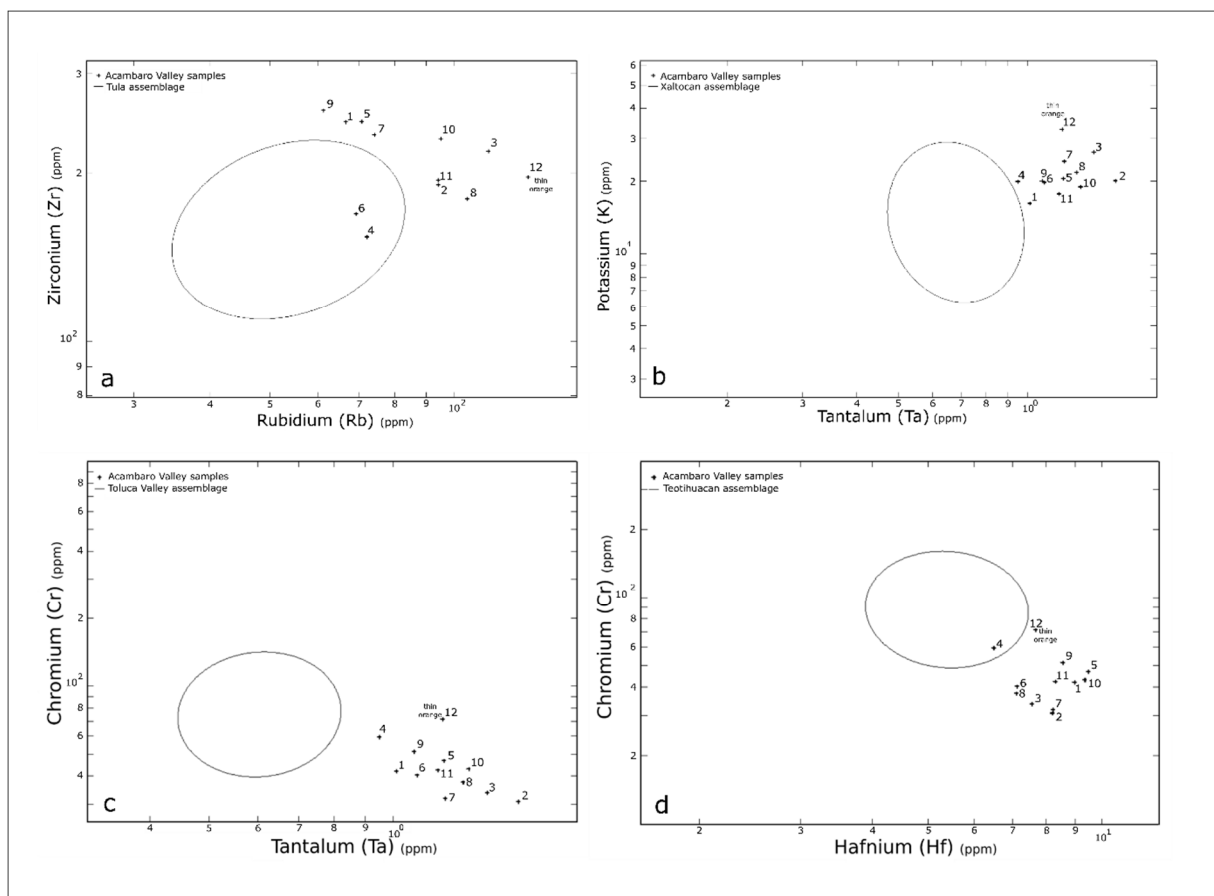 Acambaro Valley samples
Tula assemblage
Zirconium (Zr) (ppm)
3
2
10²
9
8
9
1
5
7
10
3
12
thin
orange
11
2
8
6
4
a
3 4 5 6 7 8 9 10²
Rubidium (Rb) (ppm)
Acambaro Valley samples
Xaltocan assemblage
Potassium (K) (ppm)
6
5
4
3
2
10¹
9
8
7
6
5
4
3
thin
orange
12
3
7
8
4
9
6
5
2
10
1
11
b
2 3 4 5 6 7 8 9 10⁰
Tantalum (Ta) (ppm)
Acambaro Valley samples
Toluca Valley assemblage
Chromium (Cr) (ppm)
8
6
4
2
10²
8
6
4
thin
orange
12
4
9
5
1
6
11
10
8
3
7
2
c
4 5 6 7 8 9 10⁰
Tantalum (Ta) (ppm)
Acambaro Valley samples
Teotihuacan assemblage
Chromium (Cr) (ppm)
2
10²
8
6
4
2
12
thin
orange
4
9
5
11
6
1
10
8
3
7
2
d
2 3 4 5 6 7 8 9 10¹
Hafnium (Hf) (ppm)